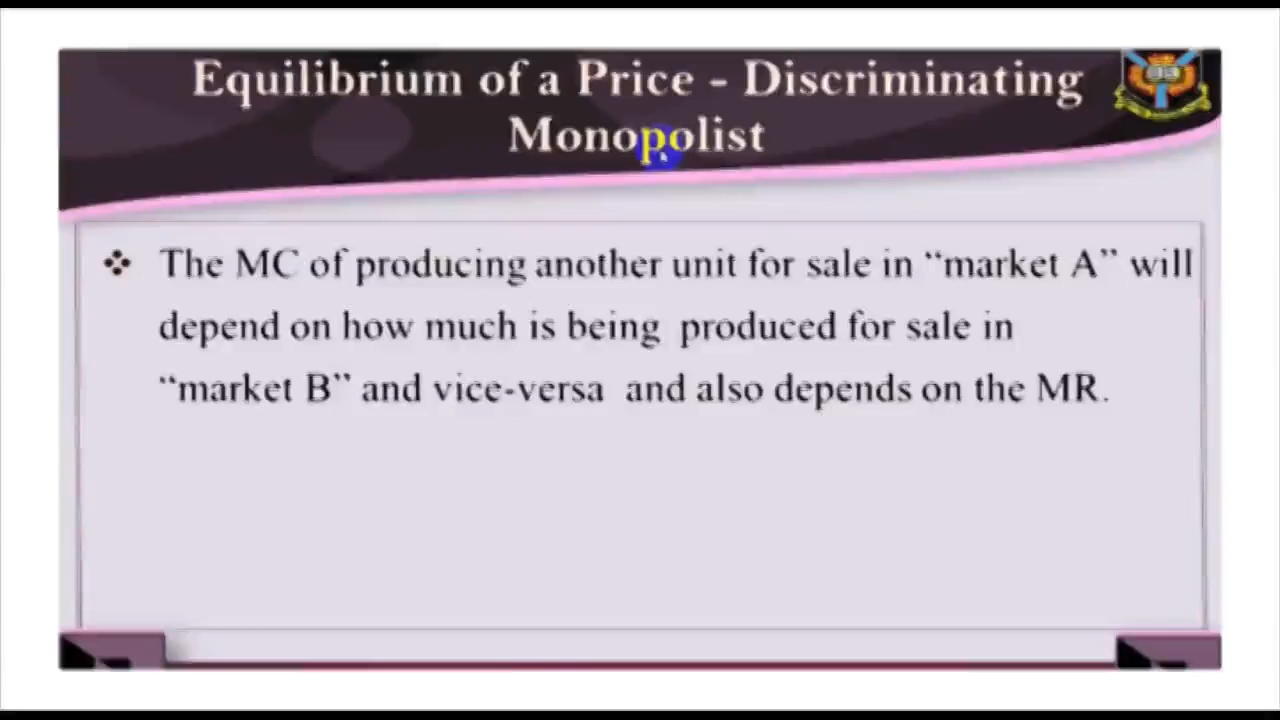 Equilibrium of a Price - Discriminating
Monopolist
❖ The MC of producing another unit for sale in “market A” will
depend on how much is being produced for sale in
“market B” and vice-versa and also depends on the MR.